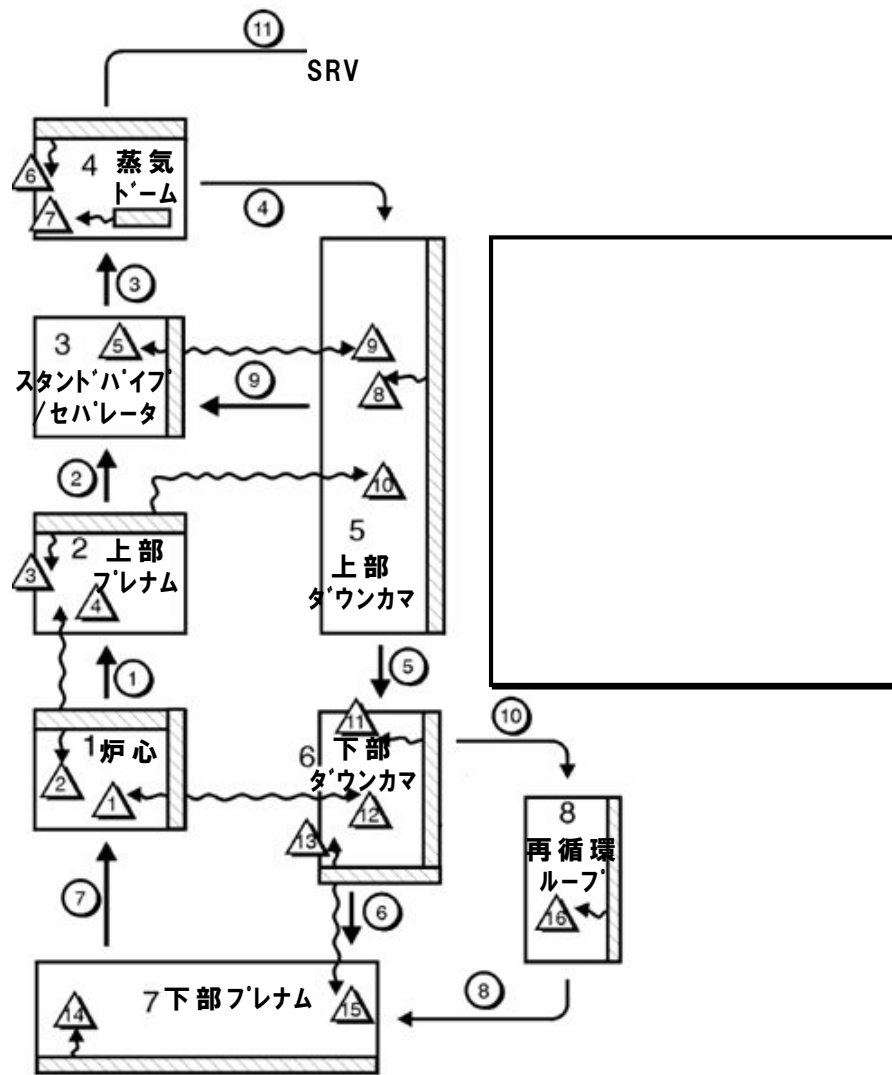 11
SRV
4 蒸気
ドーム
6
7
4
3
3
5
スタンドパイプ
/セパレータ
9
9
8
2
10
2 上部
プレナム
3
4
5
上部
ダウンカマ
1
5
1 炉心
2
1
11
6 下部
ダウンカマ
12
13
10
8
再循環
ループ
16
7
6
7 下部プレナム
14
15
8